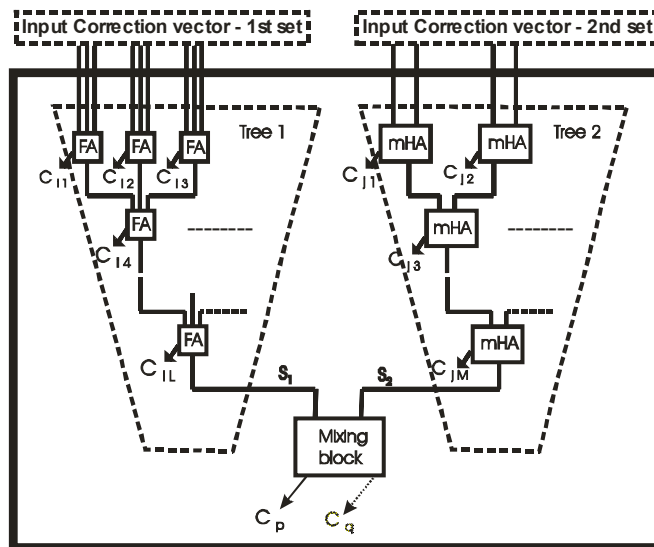 Input Correction vector - 1st set
Input Correction vector - 2nd set
FA FA FA Tree 1
mHA mHA Tree 2
C I1 C I2 C I3
C J1 C J2
FA
mHA
C I4
C J3
FA
mHA
C IL
C JM
S1 S2
Mixing
block
C p C q